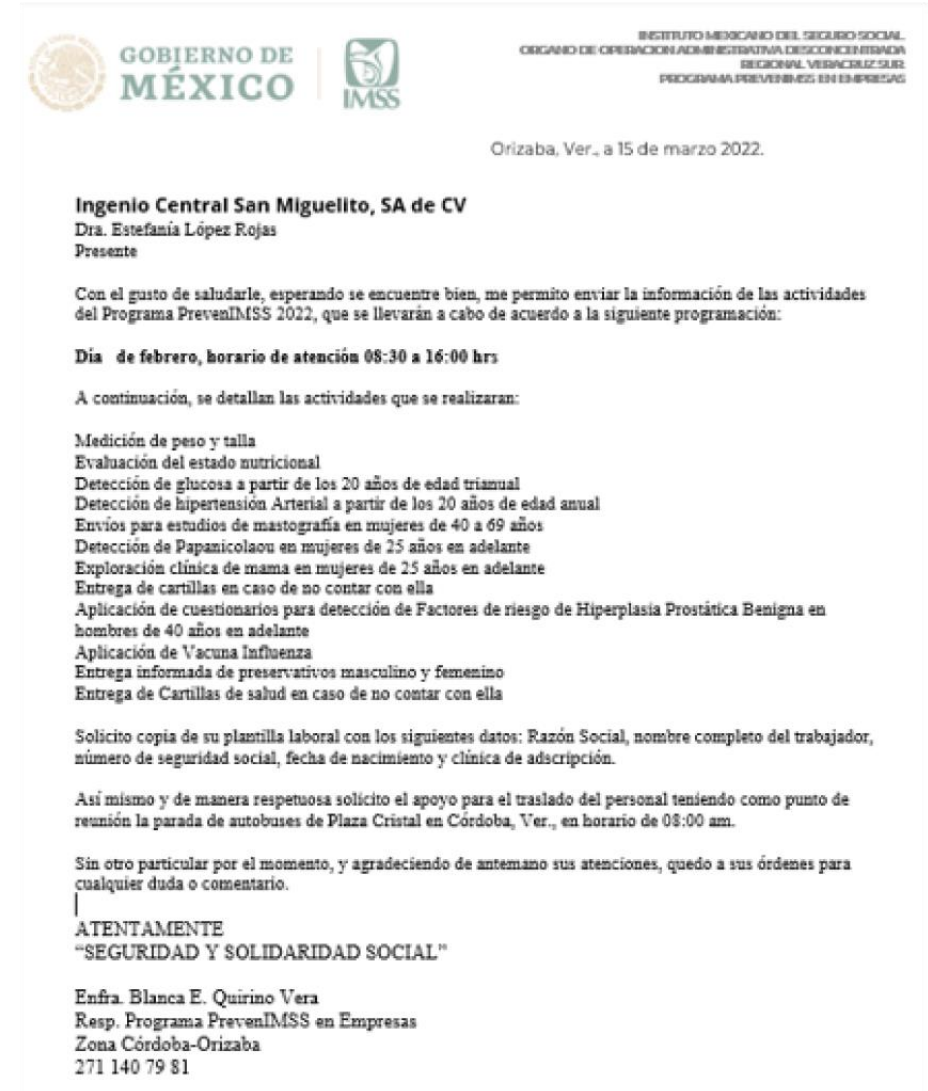 GOBIERNO DE
MÉXICO
IMSS
INSTITUTO MEXICANO DEL SEGURO SOCIAL
ORGANO DE OPERACION ADMINISTRATIVA DESCONCENTRADA
REGIONAL VERACRUZ SUR
PROGRAMA PREVENIMSS EN EMPRESAS
Orizaba, Ver., a 15 de marzo 2022.
Ingenio Central San Miguelito, SA de CV
Dra. Estefanía López Rojas
Presente
Con el gusto de saludarle, esperando se encuentre bien, me permito enviar la información de las actividades
del Programa PrevenIMSS 2022, que se llevarán a cabo de acuerdo a la siguiente programación:
Día de febrero, horario de atención 08:30 a 16:00 hrs
A continuación, se detallan las actividades que se realizaran:
Medición de peso y talla
Evaluación del estado nutricional
Detección de glucosa a partir de los 20 años de edad trianual
Detección de hipertensión Arterial a partir de los 20 años de edad anual
Envíos para estudios de mastografía en mujeres de 40 a 69 años
Detección de Papanicolaou en mujeres de 25 años en adelante
Exploración clínica de mama en mujeres de 25 años en adelante
Entrega de cartillas en caso de no contar con ella
Aplicación de cuestionarios para detección de Factores de riesgo de Hiperplasia Prostática Benigna en
hombres de 40 años en adelante
Aplicación de Vacuna Influenza
Entrega informada de preservativos masculino y femenino
Entrega de Cartillas de salud en caso de no contar con ella
Solicito copia de su plantilla laboral con los siguientes datos: Razón Social, nombre completo del trabajador,
número de seguridad social, fecha de nacimiento y clínica de adscripción.
Así mismo y de manera respetuosa solicito el apoyo para el traslado del personal teniendo como punto de
reunión la parada de autobuses de Plaza Cristal en Córdoba, Ver., en horario de 08:00 am.
Sin otro particular por el momento, y agradeciendo de antemano sus atenciones, quedo a sus órdenes para
cualquier duda o comentario.
ATENTAMENTE
“SEGURIDAD Y SOLIDARIDAD SOCIAL”
Enfra. Blanca E. Quirino Vera
Resp. Programa PrevenIMSS en Empresas
Zona Córdoba-Orizaba
271 140 79 81